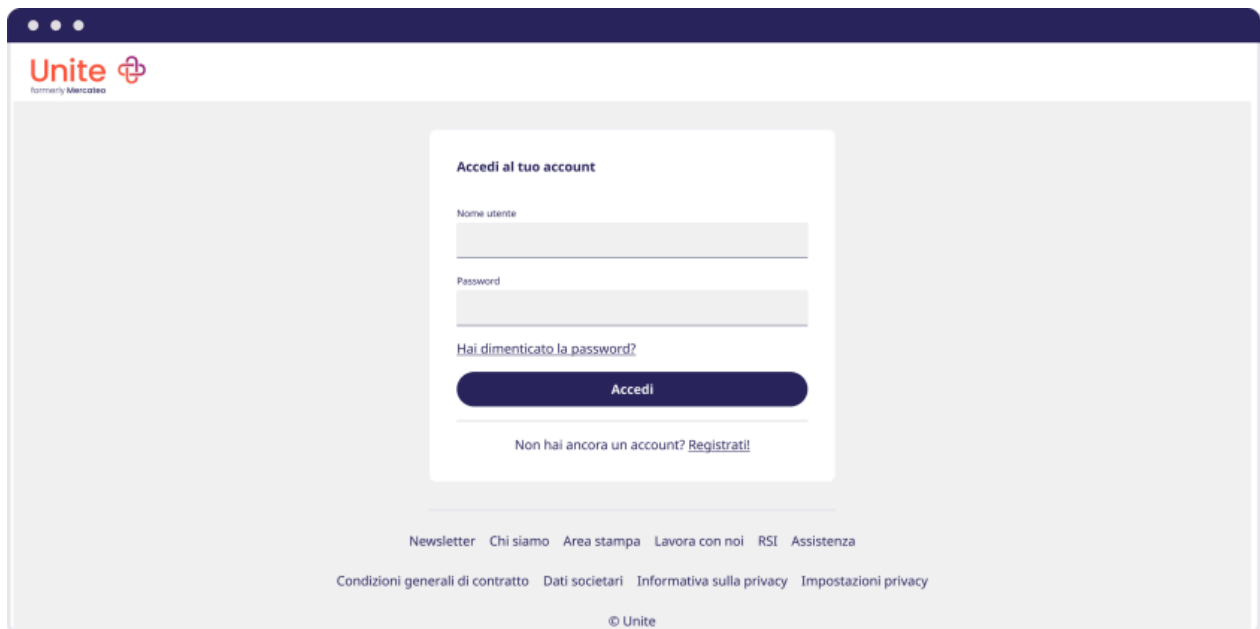 Unite
formerly Mercateo
Accedi al tuo account
Nome utente
Password
Hai dimenticato la password?
Accedi
Non hai ancora un account? Registrati!
Newsletter Chi siamo Area stampa Lavora con noi RSI Assistenza
Condizioni generali di contratto Dati societari Informativa sulla privacy Impostazioni privacy
© Unite